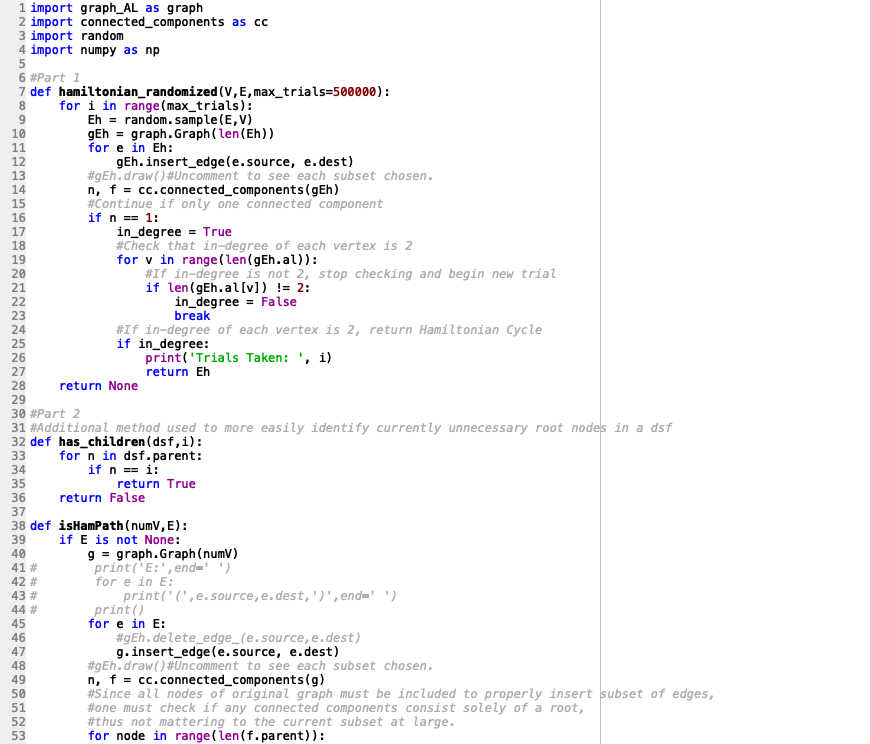 1 import graph_AL as graph
2 import connected_components as cc
3 import random
4 import numpy as np
5
6 #Part 1
7 def hamiltonian_randomized(V,E,max_trials=500000):
8     for i in range(max_trials):
9         Eh = random.sample(E,V)
10         gEh = graph.Graph(len(Eh))
11         for e in Eh:
12             gEh.insert_edge(e.source, e.dest)
13         #gEh.draw()#Uncomment to see each subset chosen.
14         n, f = cc.connected_components(gEh)
15         #Continue if only one connected component
16         if n == 1:
17             in_degree = True
18             #Check that in-degree of each vertex is 2
19             for v in range(len(gEh.al)):
20                 #If in-degree is not 2, stop checking and begin new trial
21                 if len(gEh.al[v]) != 2:
22                     in_degree = False
23                     break
24             #If in-degree of each vertex is 2, return Hamiltonian Cycle
25             if in_degree:
26                 print('Trials Taken: ', i)
27                 return Eh
28     return None
29
30 #Part 2
31 #Additional method used to more easily identify currently unnecessary root nodes in a dsf
32 def has_children(dsf,i):
33     for n in dsf.parent:
34         if n == i:
35             return True
36     return False
37
38 def isHamPath(numV,E):
39     if E is not None:
40         g = graph.Graph(numV)
41 #        print('E:',end=' ')
42 #        for e in E:
43 #            print('(',e.source,e.dest,')',end=' ')
44 #        print()
45         for e in E:
46             #gEh.delete_edge_(e.source,e.dest)
47             g.insert_edge(e.source, e.dest)
48         #gEh.draw()#Uncomment to see each subset chosen.
49         n, f = cc.connected_components(g)
50         #Since all nodes of original graph must be included to properly insert subset of edges,
51         #one must check if any connected components consist solely of a root,
52         #thus not mattering to the current subset at large.
53         for node in range(len(f.parent)):